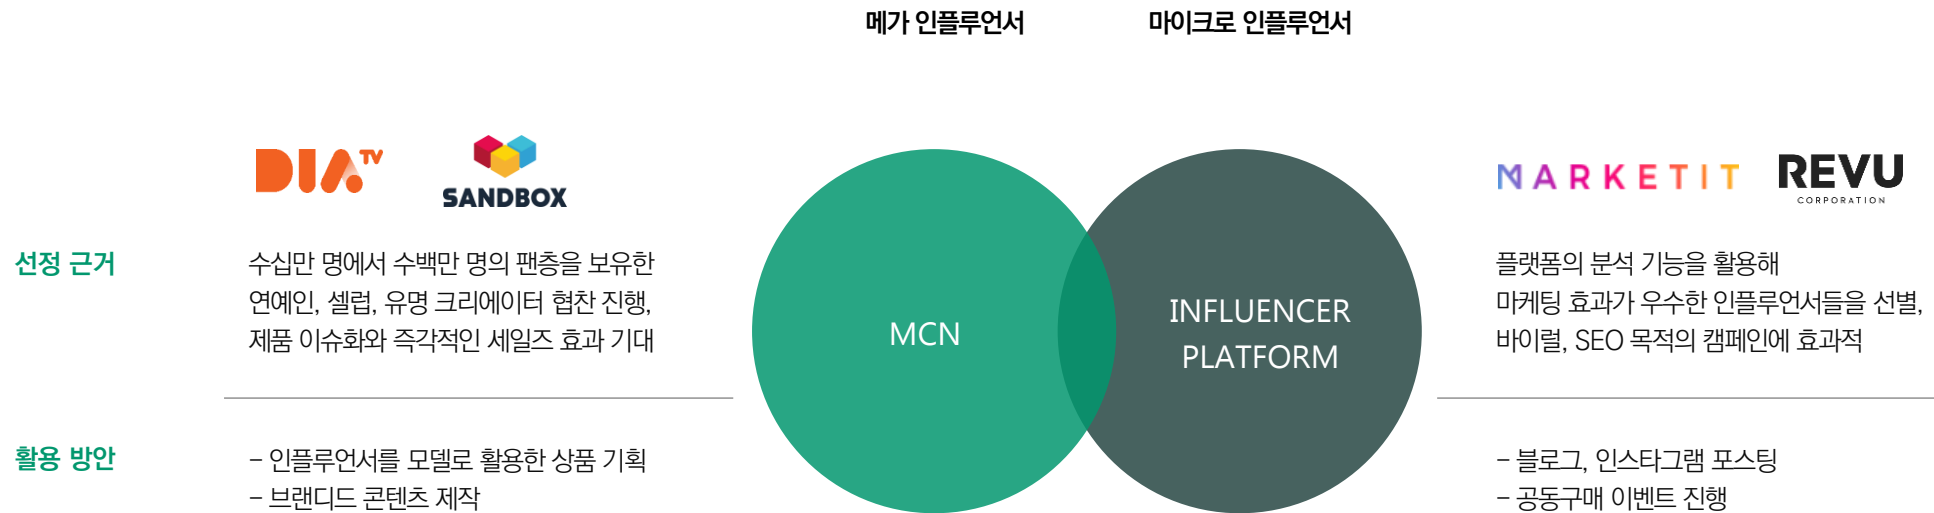 메가 인플루언서
마이크로 인플루언서
DIA TV
SANDBOX
MARKETIT
REVU
CORPORATION
선정 근거
수십만 명에서 수백만 명의 팬층을 보유한
연예인, 셀럽, 유명 크리에이터 협찬 진행,
제품 이슈화와 즉각적인 세일즈 효과 기대
MCN
INFLUENCER
PLATFORM
플랫폼의 분석 기능을 활용해
마케팅 효과가 우수한 인플루언서들을 선별,
바이럴, SEO 목적의 캠페인에 효과적
활용 방안
– 인플루언서를 모델로 활용한 상품 기획
– 브랜디드 콘텐츠 제작
– 블로그, 인스타그램 포스팅
– 공동구매 이벤트 진행